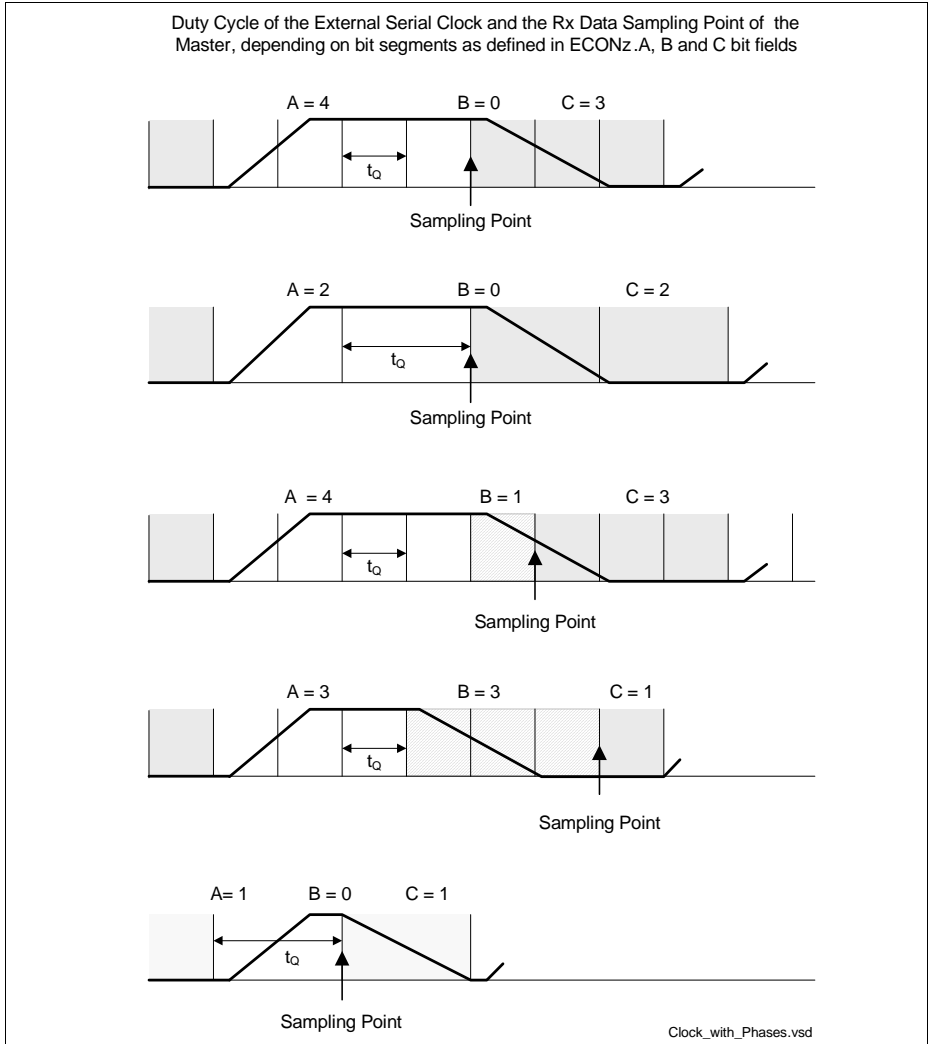 Duty Cycle of the External Serial Clock and the Rx Data Sampling Point of the
Master, depending on bit segments as defined in ECONz.A, B and C bit fields
A = 4 B = 0 C = 3
tQ
Sampling Point
A = 2 B = 0 C = 2
tQ
Sampling Point
A = 4 B = 1 C = 3
tQ
Sampling Point
A = 3 B = 3 C = 1
tQ
Sampling Point
A= 1 B = 0 C = 1
tQ
Sampling Point
Clock_with_Phases.vsd